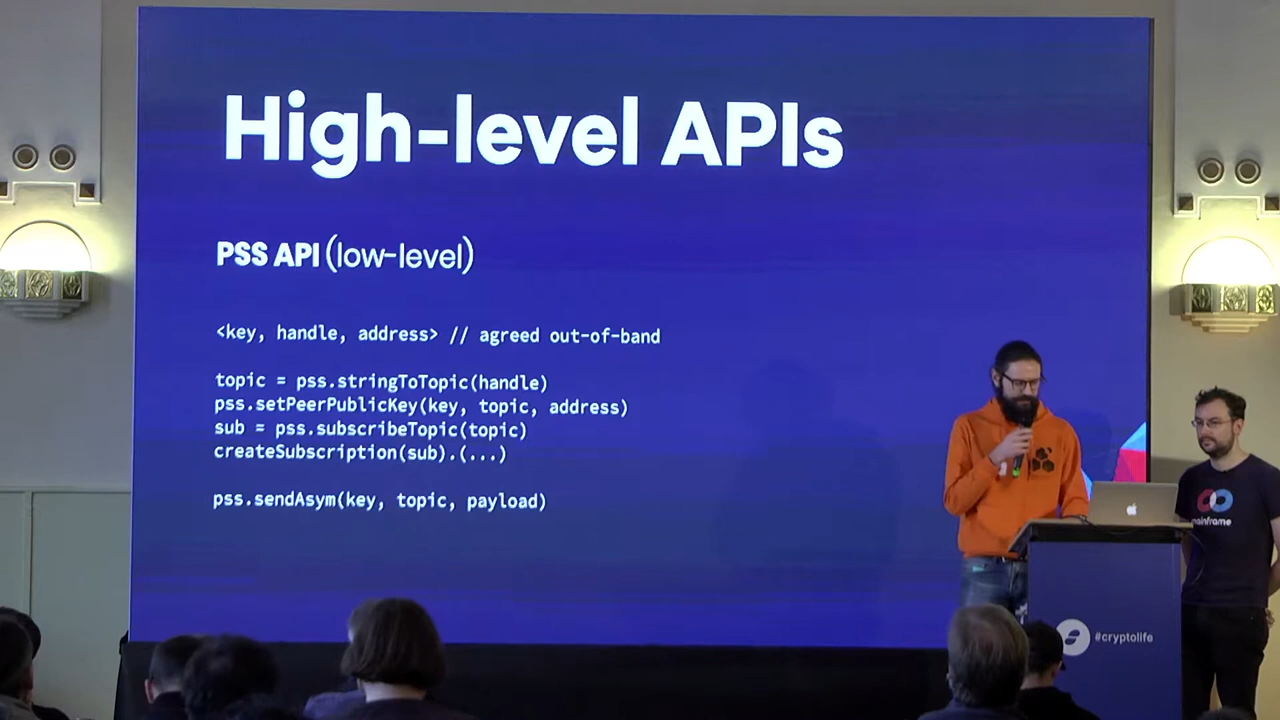 High-level APIs
PSS API (low-level)
<key, handle, address> // agreed out-of-band
topic = pss.stringToTopic(handle)
pss.setPeerPublicKey(key, topic, address)
sub = pss.subscribeTopic(topic)
createSubscription(sub).(...)
pss.sendAsym(key, topic, payload)
mainframe
#cryptolife